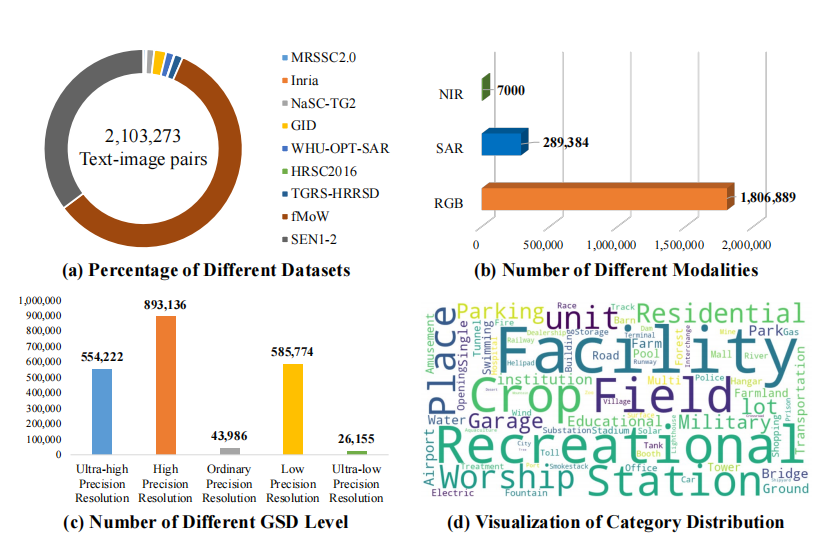 2,103,273
Text-image pairs
MRSSC2.0
Inria
NaSC-TG2
GID
WHU-OPT-SAR
HRSC2016
TGRS-HRRSD
fMoW
SEN1-2
(a) Percentage of Different Datasets
NIR
7000
SAR
289,384
RGB
1,806,889
0
500,000
1,000,000
1,500,000
2,000,000
(b) Number of Different Modalities
1,000,000
900,000
800,000
700,000
600,000
500,000
400,000
300,000
200,000
100,000
0
554,222
893,136
43,986
585,774
26,155
Ultra-high
Precision
Resolution
High
Precision
Resolution
Ordinary
Precision
Resolution
Low
Precision
Resolution
Ultra-low
Precision
Resolution
(c) Number of Different GSD Level
Amusement
Place
Parking
Race
unit
Track
Barn
Residential
Fire
Tunnel
Single
Opening
Swimming
Hospital
Railway
Dealership
Storage
Building
Dam
Terminal
Farm
Forest
Interchange
Park
Gas
Facility
Helipad
Road
Pool
Runway
Mall
River
Transportation
institution
Crop
Field
Multi
Police
Hangar
Farmland
Village
lot
Prison
Water
Garage
Wind
Educational
Military
Shopping
Airport
Substation
Stadium
Solar
Lighthouse
Recreational
City
Toll
Tank
Booth
Treatment
Smokestack
Office
Tower
Worship
Station
Car
Bridge
Ground
Electric
Fountain
(d) Visualization of Category Distribution